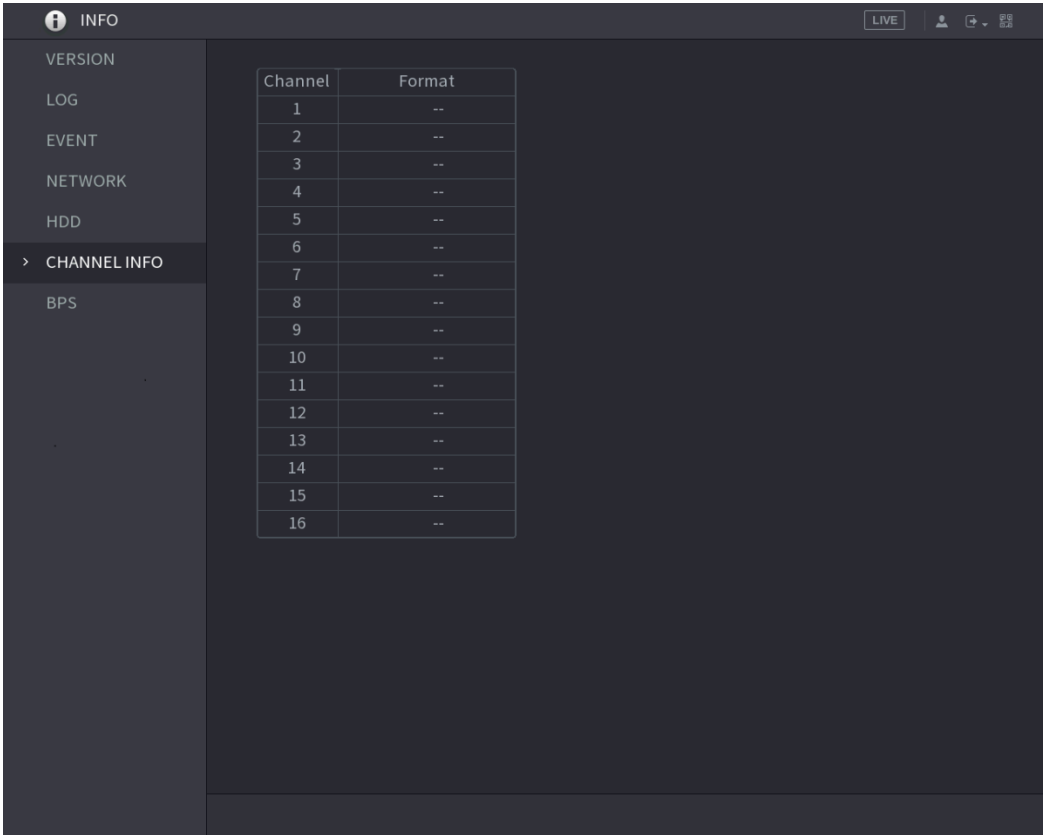 INFO LIVE
VERSION
LOG
EVENT
NETWORK
HDD
CHANNEL INFO
BPS
Channel Format
1 --
2 --
3 --
4 --
5 --
6 --
7 --
8 --
9 --
10 --
11 --
12 --
13 --
14 --
15 --
16 --